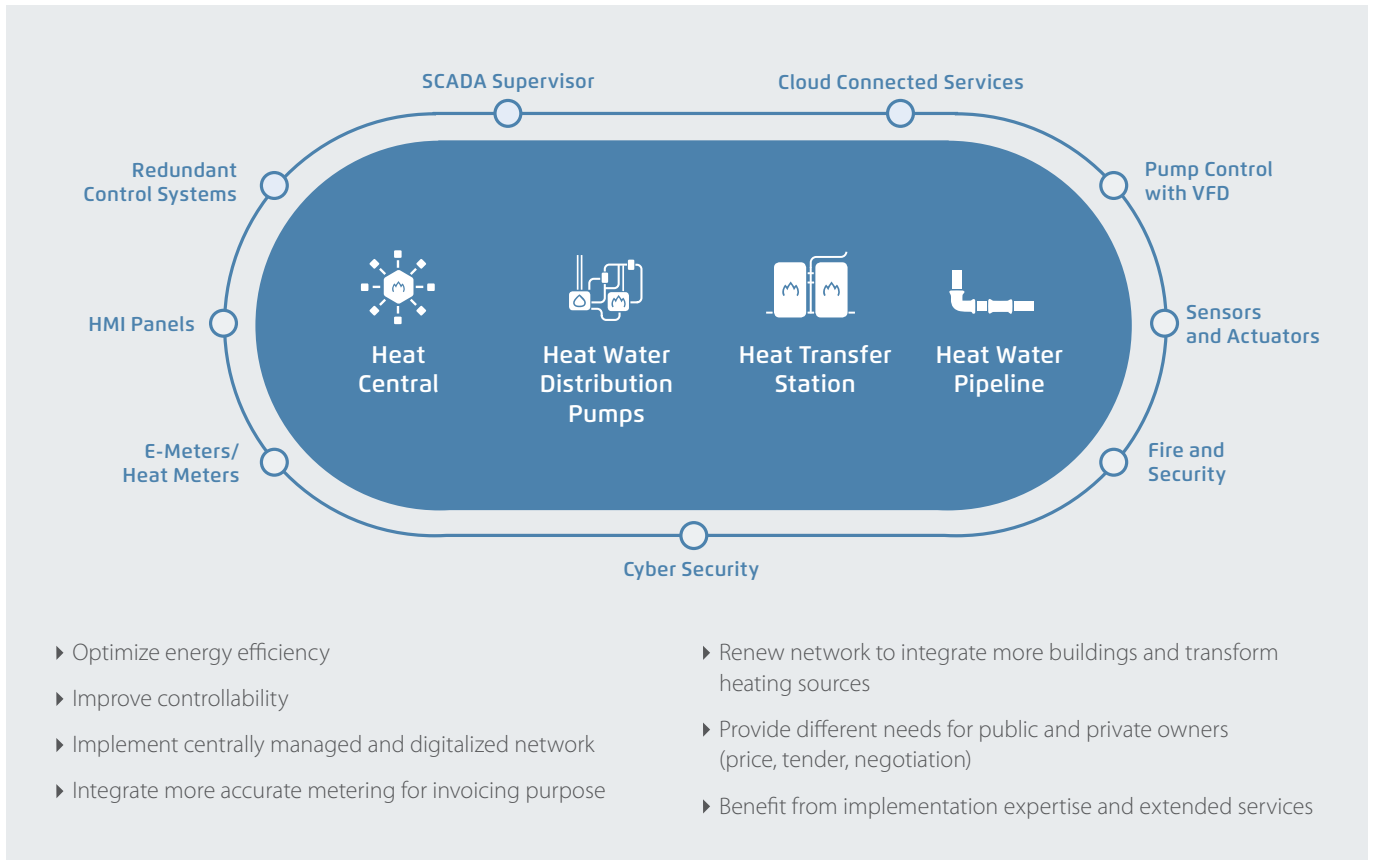 SCADA Supervisor
Cloud Connected Services
Redundant
Control Systems
Pump Control
with VFD
HMI Panels
Sensors
and Actuators
Heat
Central
Heat Water
Distribution
Pumps
Heat Transfer
Station
Heat Water
Pipeline
E-Meters/
Heat Meters
Fire and
Security
Cyber Security
Optimize energy efficiency
Improve controllability
Implement centrally managed and digitalized network
Integrate more accurate metering for invoicing purpose
Renew network to integrate more buildings and transform
heating sources
Provide different needs for public and private owners
(price, tender, negotiation)
Benefit from implementation expertise and extended services